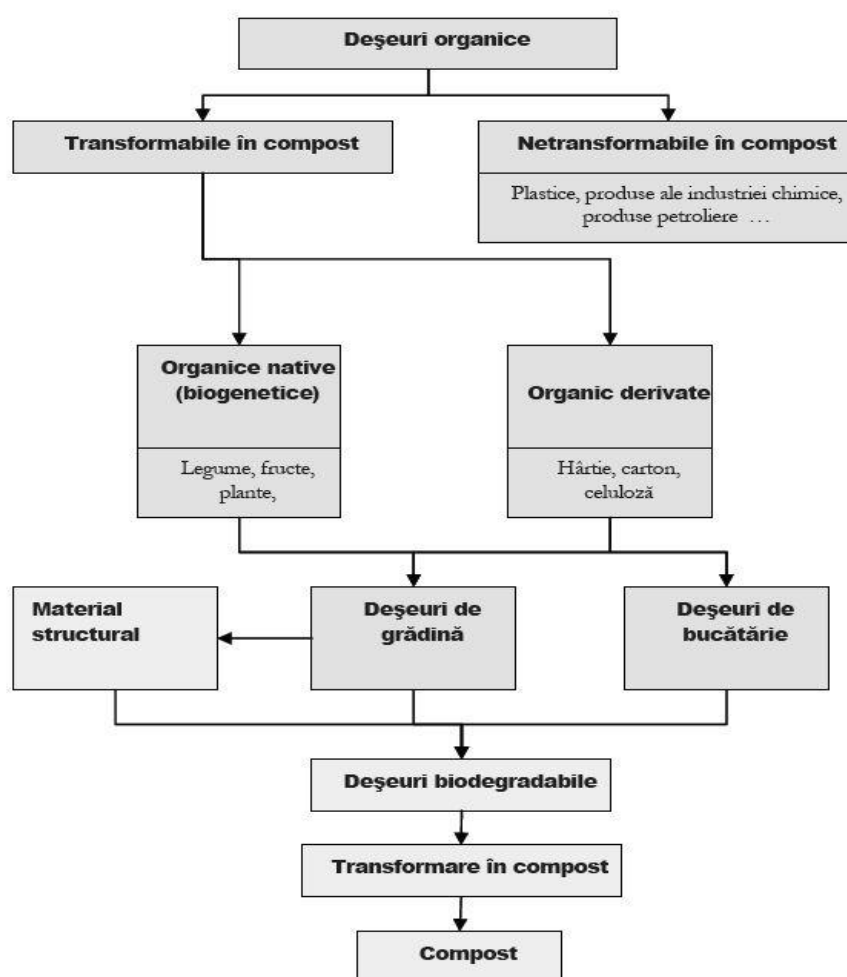 Deşeuri organice
Transformabile în compost
Netransformabile în compost
Plastice, produse ale industriei chimice,
produse petroliere …
Organice native
(biogenetice)
Organic derivate
Legume, fructe,
plante,
Hârtie, carton,
celuloză
Material
structural
Deşeuri de
grădină
Deşeuri de
bucătărie
Deşeuri biodegradabile
Transformare în compost
Compost